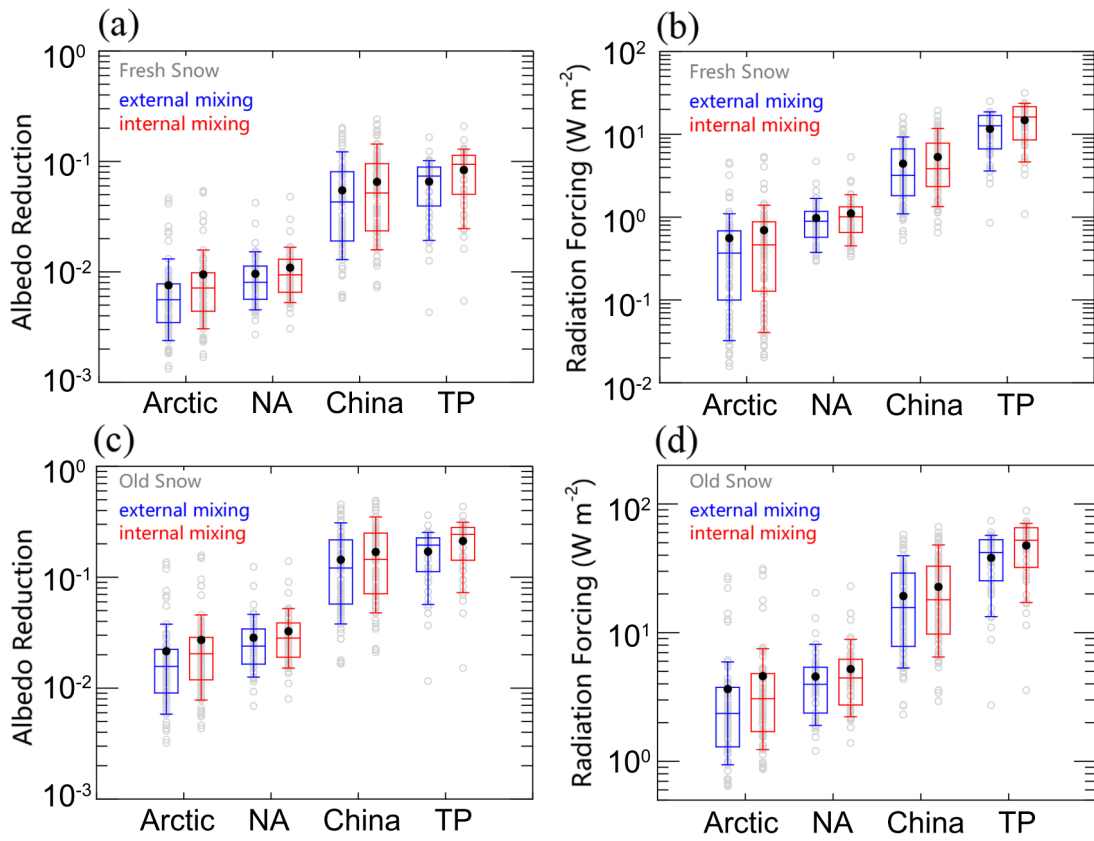 (a)
Albedo Reduction
10^0
10^-1
10^-2
10^-3
Fresh Snow
external mixing
internal mixing
Arctic NA China TP
(b)
Radiation Forcing (W m^-2)
10^2
10^1
10^0
10^-1
10^-2
Fresh Snow
external mixing
internal mixing
Arctic NA China TP
(c)
Albedo Reduction
10^0
10^-1
10^-2
10^-3
Old Snow
external mixing
internal mixing
Arctic NA China TP
(d)
Radiation Forcing (W m^-2)
10^2
10^1
10^0
Old Snow
external mixing
internal mixing
Arctic NA China TP